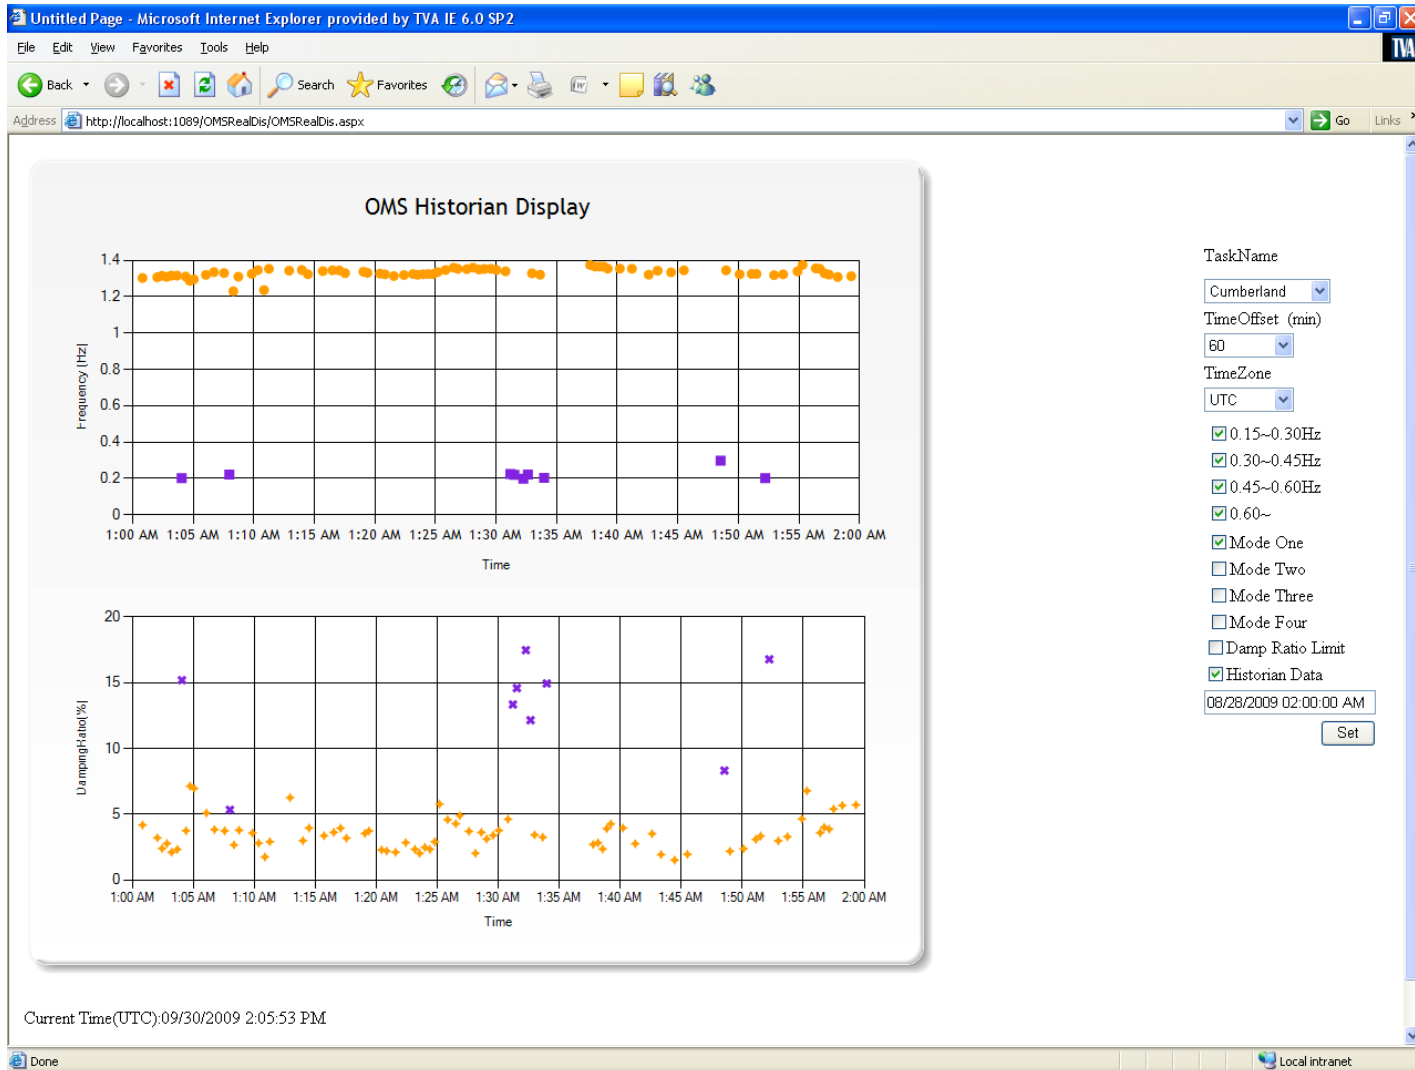 Untitled Page - Microsoft Internet Explorer provided by TVA IE 6.0 SP2
File Edit View Favorites Tools Help
TVA
Back Search Favorites
Address http://localhost:1089/OMSRealDis/OMSRealDis.aspx Go Links
OMS Historian Display
Frequency [Hz]
1.4
1.2
1
0.8
0.6
0.4
0.2
0
1:00 AM 1:05 AM 1:10 AM 1:15 AM 1:20 AM 1:25 AM 1:30 AM 1:35 AM 1:40 AM 1:45 AM 1:50 AM 1:55 AM 2:00 AM
Time
DampingRatio[%]
20
15
10
5
0
1:00 AM 1:05 AM 1:10 AM 1:15 AM 1:20 AM 1:25 AM 1:30 AM 1:35 AM 1:40 AM 1:45 AM 1:50 AM 1:55 AM 2:00 AM
Time
TaskName
Cumberland
TimeOffset (min)
60
TimeZone
UTC
0.15~0.30Hz
0.30~0.45Hz
0.45~0.60Hz
0.60~
Mode One
Mode Two
Mode Three
Mode Four
Damp Ratio Limit
Historian Data
08/28/2009 02:00:00 AM
Set
Current Time(UTC):09/30/2009 2:05:53 PM
Done Local intranet